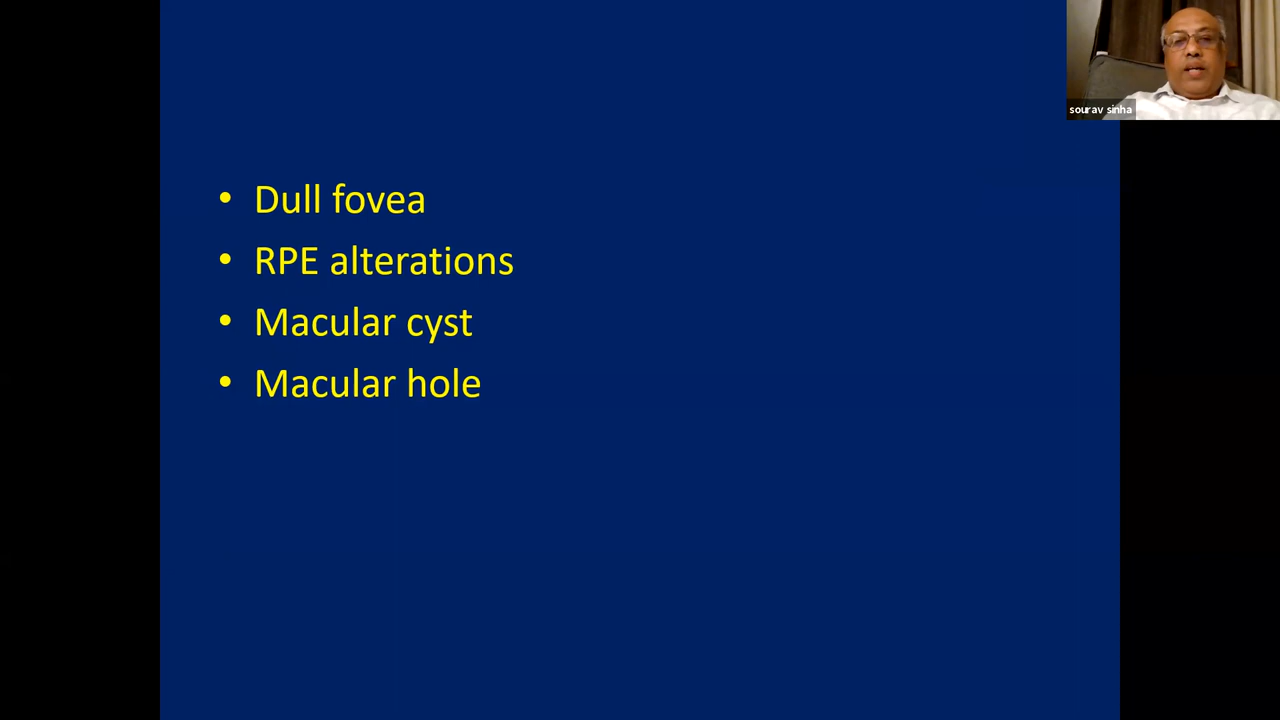 sourav sinha
• Dull fovea
• RPE alterations
• Macular cyst
• Macular hole